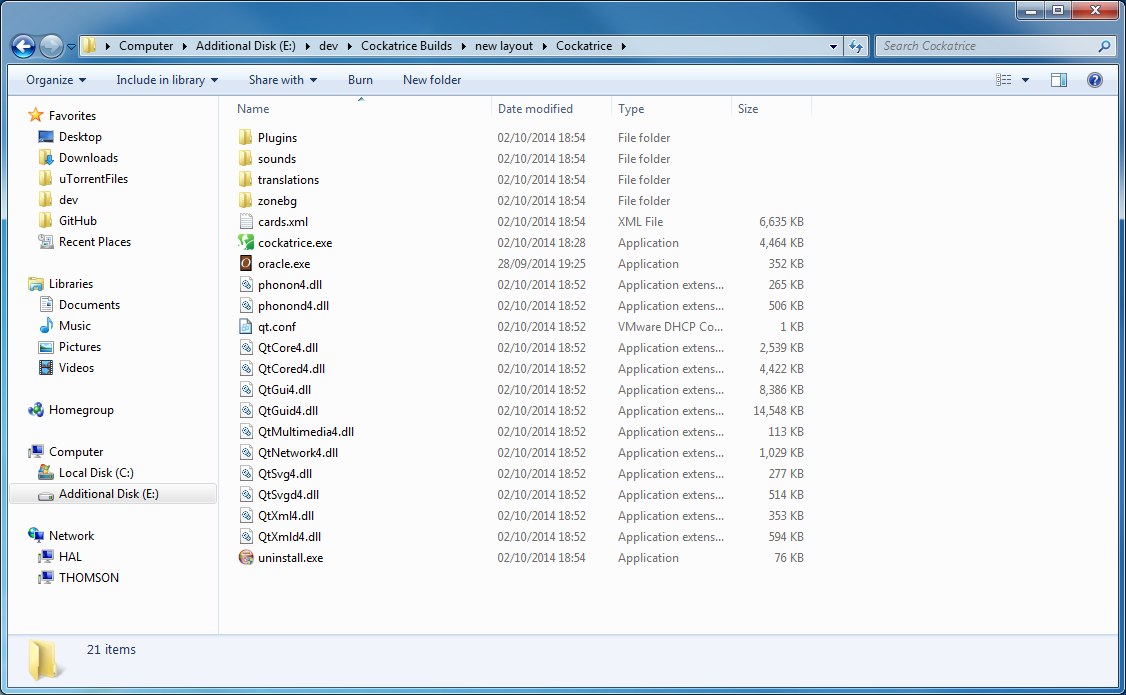 Computer Additional Disk (E:) dev Cockatrice Builds new layout Cockatrice Search Cockatrice
Organize Include in library Share with Burn New folder
Favorites
Desktop
Downloads
uTorrentFiles
dev
GitHub
Recent Places
Libraries
Documents
Music
Pictures
Videos
Homegroup
Computer
Local Disk (C:)
Additional Disk (E:)
Network
HAL
THOMSON
Name Date modified Type Size
Plugins 02/10/2014 18:54 File folder
sounds 02/10/2014 18:54 File folder
translations 02/10/2014 18:54 File folder
zonebg 02/10/2014 18:54 File folder
cards.xml 02/10/2014 18:54 XML File 6,635 KB
cockatrice.exe 02/10/2014 18:28 Application 4,464 KB
oracle.exe 28/09/2014 19:25 Application 352 KB
phonon4.dll 02/10/2014 18:52 Application extens... 265 KB
phonond4.dll 02/10/2014 18:52 Application extens... 506 KB
qt.conf 02/10/2014 18:52 VMware DHCP Co... 1 KB
QtCore4.dll 02/10/2014 18:52 Application extens... 2,539 KB
QtCored4.dll 02/10/2014 18:52 Application extens... 4,422 KB
QtGui4.dll 02/10/2014 18:52 Application extens... 8,386 KB
QtGuid4.dll 02/10/2014 18:52 Application extens... 14,548 KB
QtMultimedia4.dll 02/10/2014 18:52 Application extens... 113 KB
QtNetwork4.dll 02/10/2014 18:52 Application extens... 1,029 KB
QtSvg4.dll 02/10/2014 18:52 Application extens... 277 KB
QtSvgd4.dll 02/10/2014 18:52 Application extens... 514 KB
QtXml4.dll 02/10/2014 18:52 Application extens... 353 KB
QtXmld4.dll 02/10/2014 18:52 Application extens... 594 KB
uninstall.exe 02/10/2014 18:54 Application 76 KB
21 items